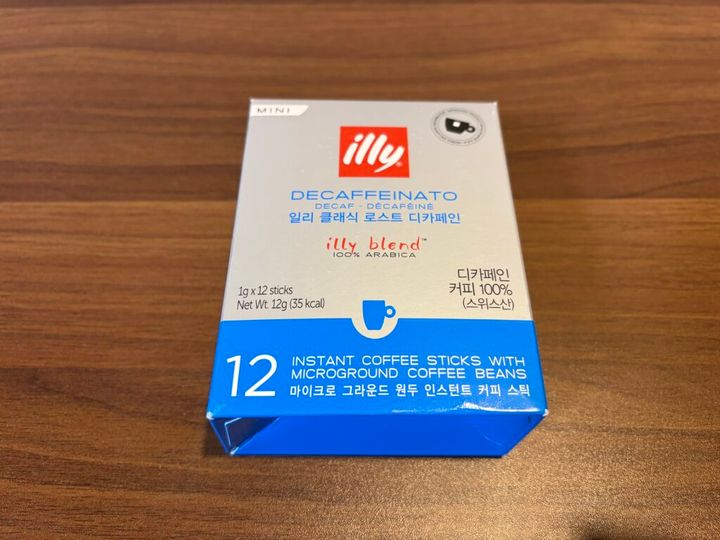 MINI
illy
DECAFFEINATO
DECAF - DÉCAFÉINÉ
일리 클래식 로스트 디카페인
illy blend™
100% ARABICA
1g x 12 sticks
Net Wt. 12g (35 kcal)
디카페인
커피 100%
(스위스산)
12
INSTANT COFFEE STICKS WITH
MICROGROUND COFFEE BEANS
마이크로 그라운드 원두 인스턴트 커피 스틱